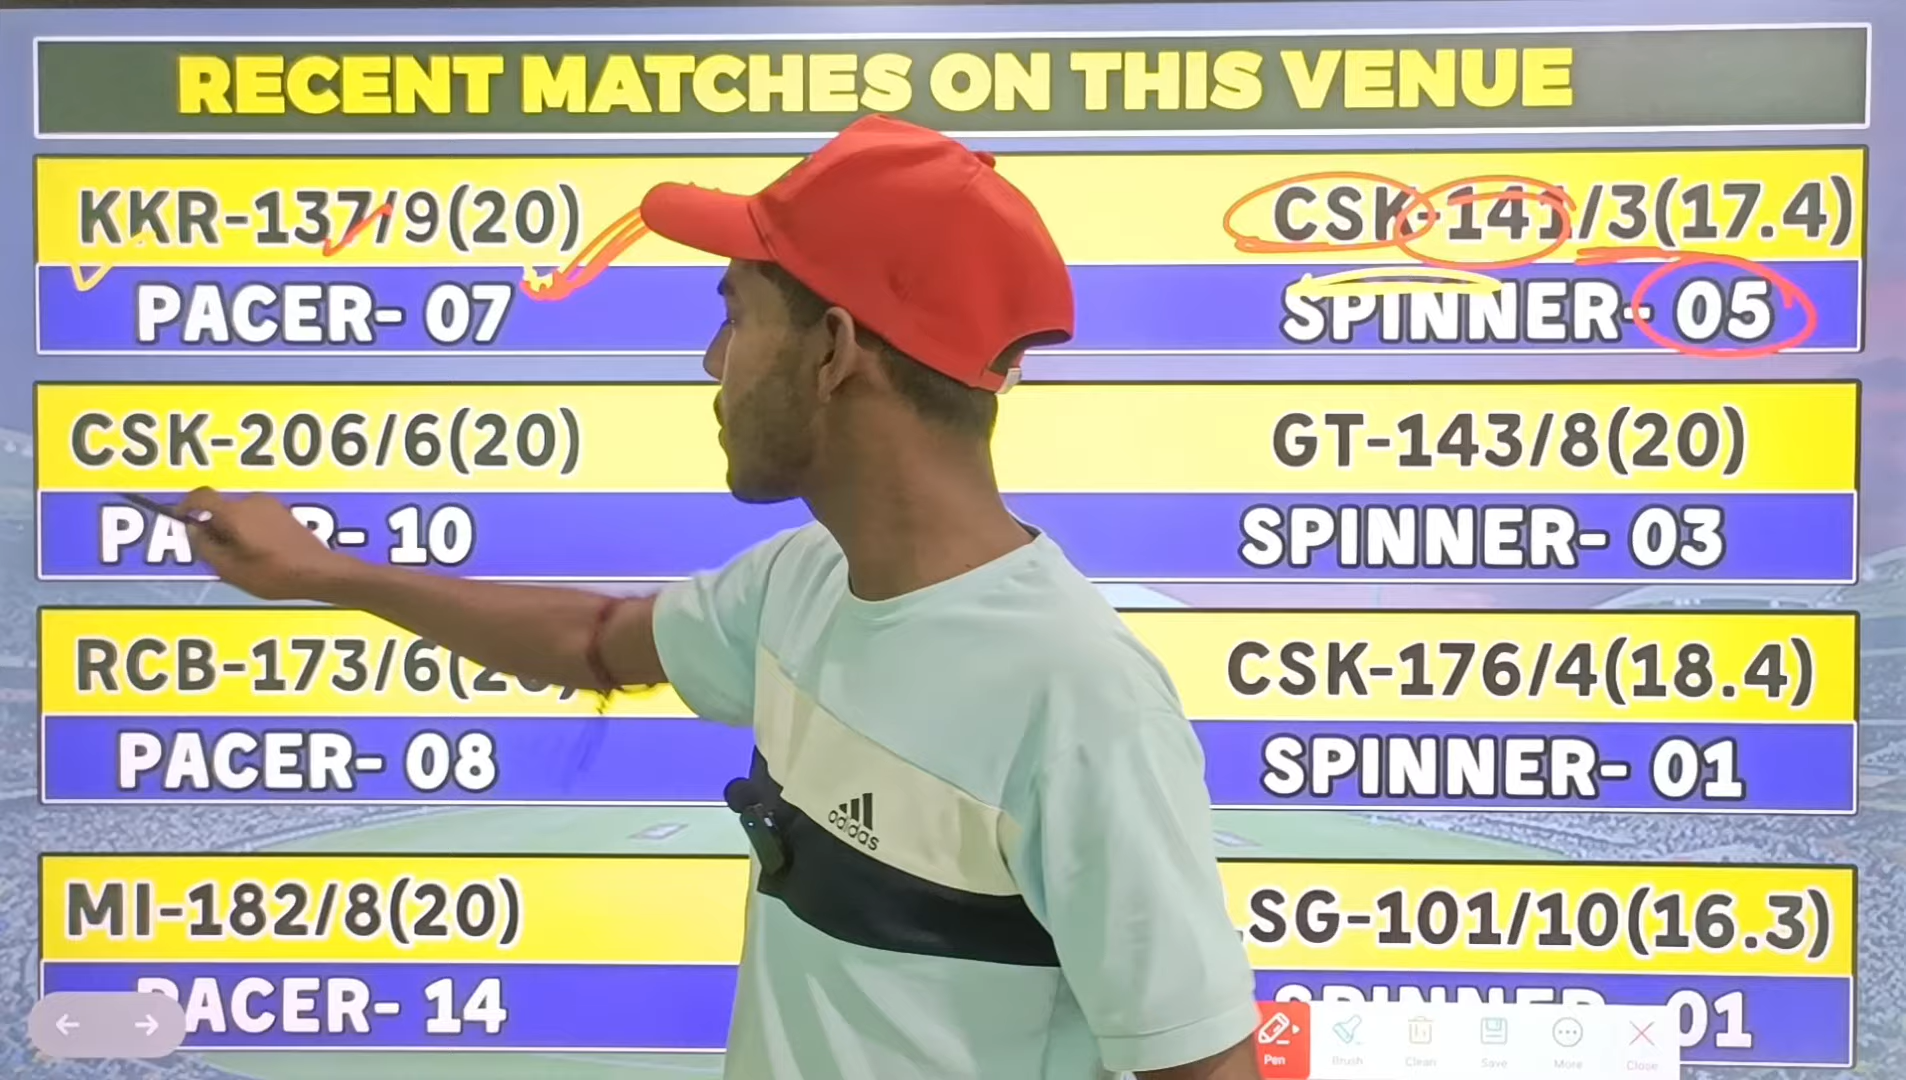 RECENT MATCHES ON THIS VENUE
KKR-137/9(20) CSK-141/3(17.4)
PACER- 07 SPINNER- 05
CSK-206/6(20) GT-143/8(20)
- 10 SPINNER- 03
RCB-173/6( CSK-176/4(18.4)
PACER- 08 SPINNER- 01
MI-182/8(20) SG-101/10(16.3)
PACER- 14 SPINNER- 01
adidas
Pen Brush Clean Save More Close